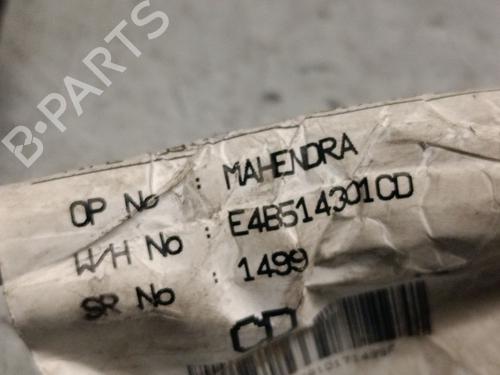 B-PARTS
OP No : MAHENDRA
W/H No : E4B514301CD
SR No : 1499
CD